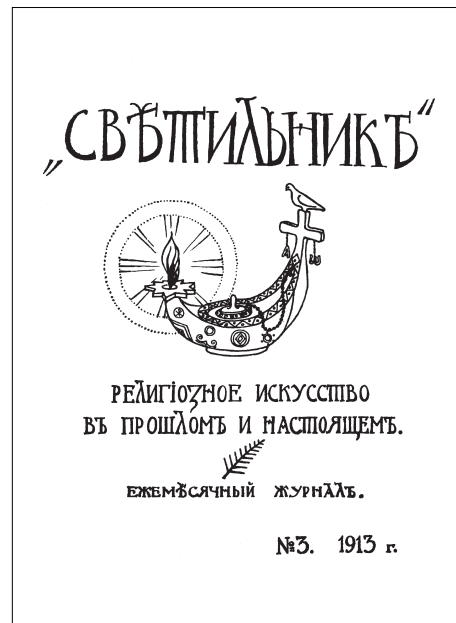 „СВѢТИЛЬНИКЪ“
РЕЛИГІОЗНОЕ ИСКУССТВО
ВЪ ПРОШЛОМЪ И НАСТОЯЩЕМЪ.
ЕЖЕМѢСЯЧНЫЙ ЖУРНАЛЪ.
№3. 1913 г.